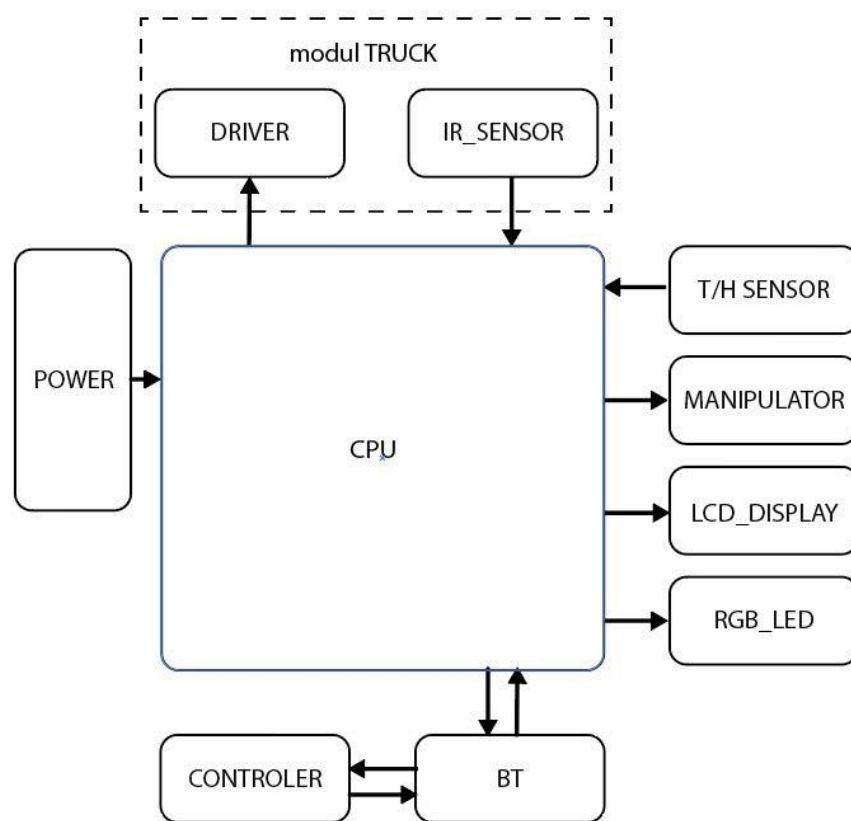 modul TRUCK
DRIVER
IR_SENSOR
POWER
CPU
T/H SENSOR
MANIPULATOR
LCD_DISPLAY
RGB_LED
CONTROLER
BT